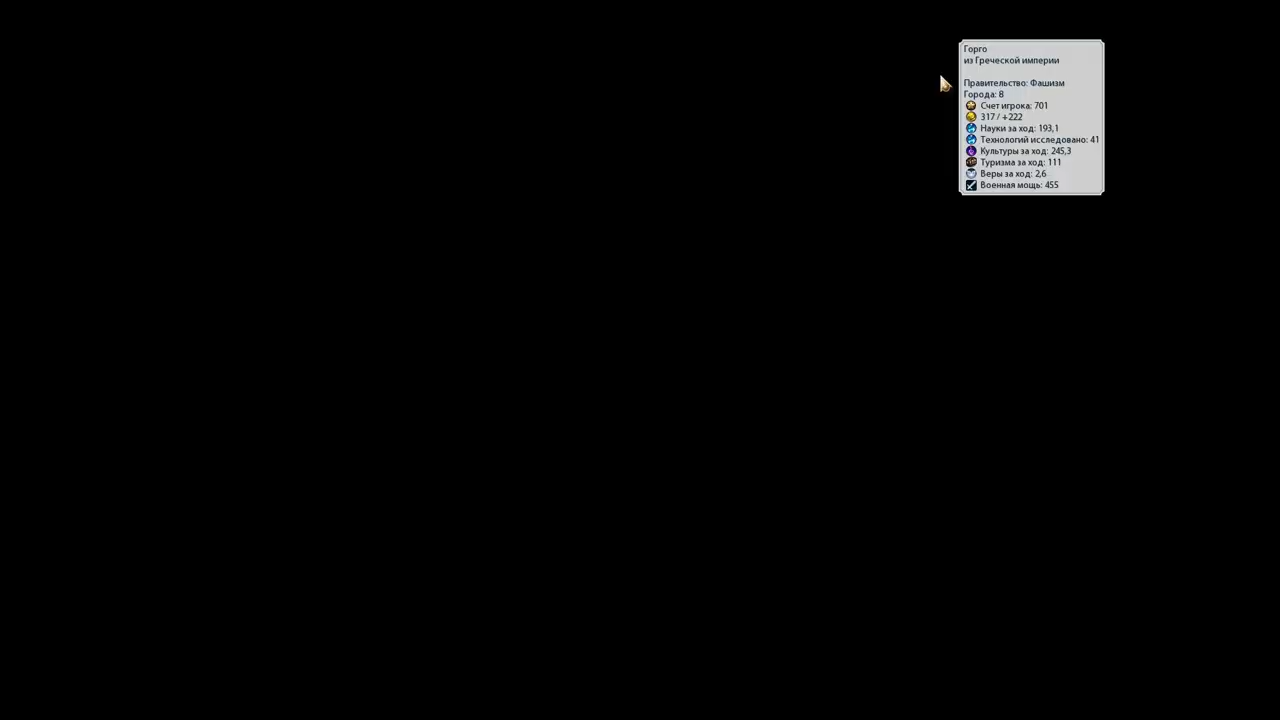 Горго
из Греческой империи
Правительство: Фашизм
Города: 8
Счет игрока: 701
317 / +222
Науки за ход: 193,1
Технологий исследовано: 41
Культуры за ход: 245,3
Туризма за ход: 111
Веры за ход: 2,6
Военная мощь: 455